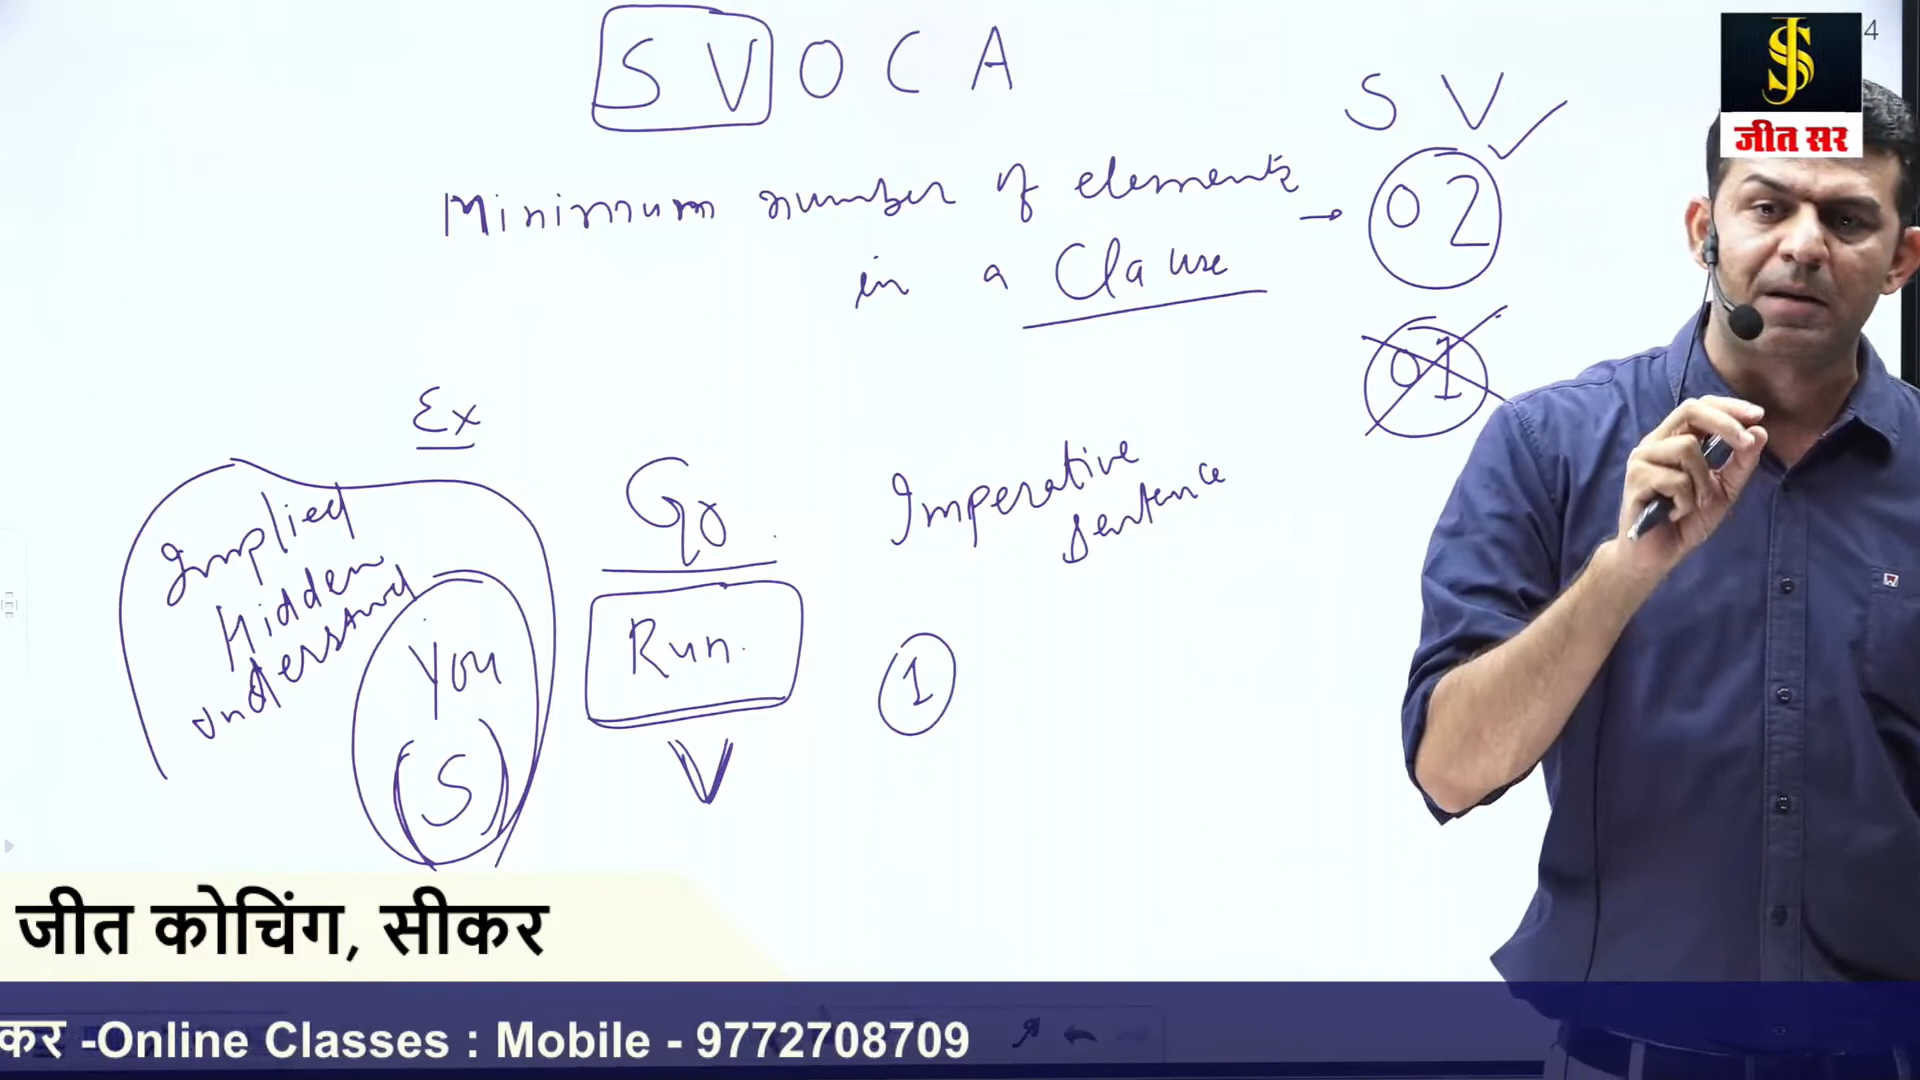 S V O C A
4
जीत सर
S V
Minimum number of elements → 02
in a Clause
01
Ex
Implied
Hidden
understand
Go
Imperative
sentence
You
(S)
Run.
V
1
जीत कोचिंग, सीकर
कर -Online Classes : Mobile - 9772708709